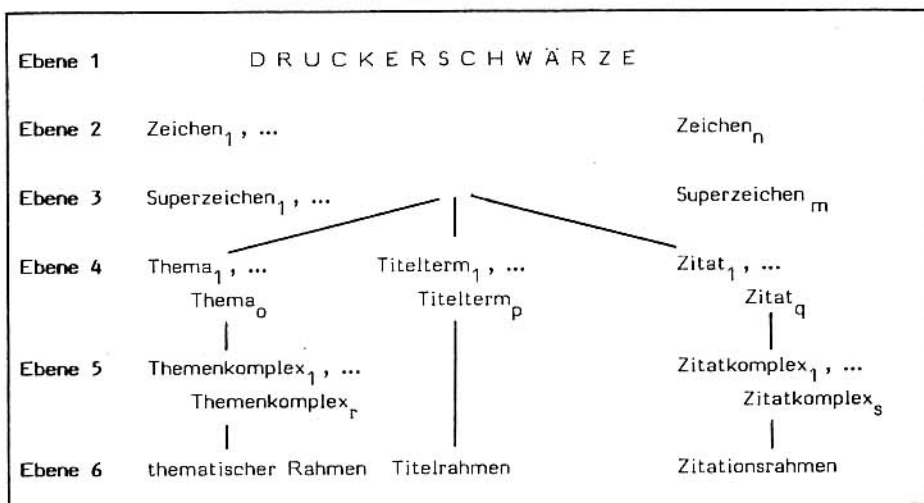 Ebene 1 DRUCKERSCHWÄRZE
Ebene 2 Zeichen₁, ... Zeichenₙ
Ebene 3 Superzeichen₁, ... Superzeichenₘ
Ebene 4 Thema₁, ... Titelterm₁, ... Zitat₁, ...
Themaₒ Titeltermₚ Zitat_q
Ebene 5 Themenkomplex₁, ... Zitatkomplex₁, ...
Themenkomplexᵣ Zitatkomplexₛ
Ebene 6 thematischer Rahmen Titelrahmen Zitationsrahmen